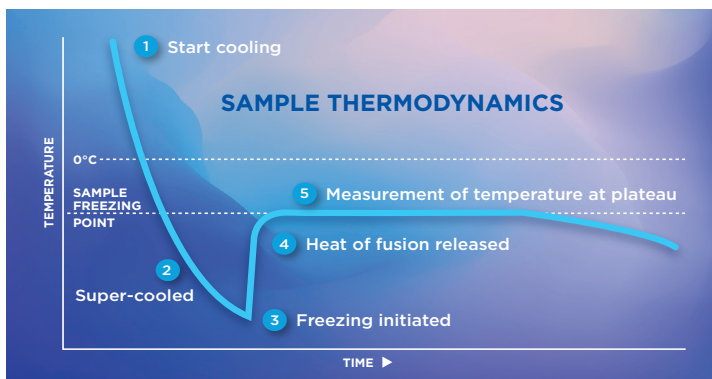 1 Start cooling
SAMPLE THERMODYNAMICS
TEMPERATURE
0°C
SAMPLE
FREEZING
POINT
5 Measurement of temperature at plateau
4 Heat of fusion released
2
Super-cooled
3 Freezing initiated
TIME ▶